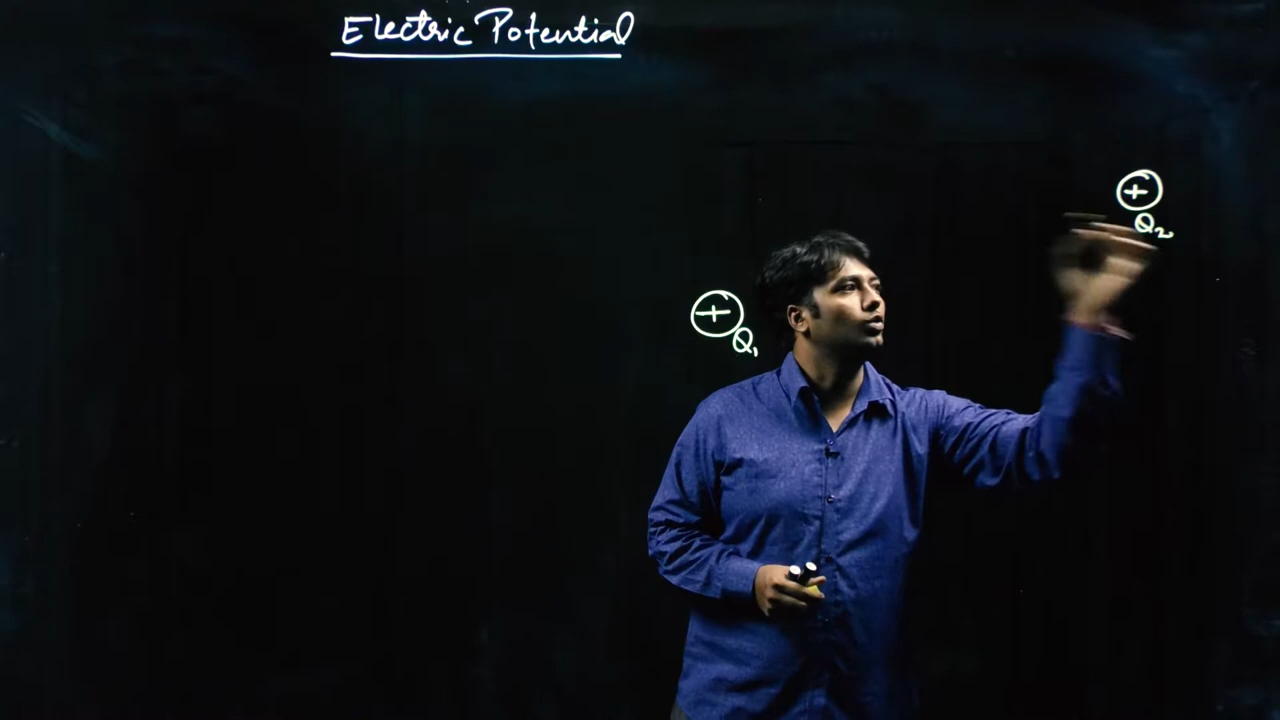 Electric Potential
+
Q₂
+
Q₁